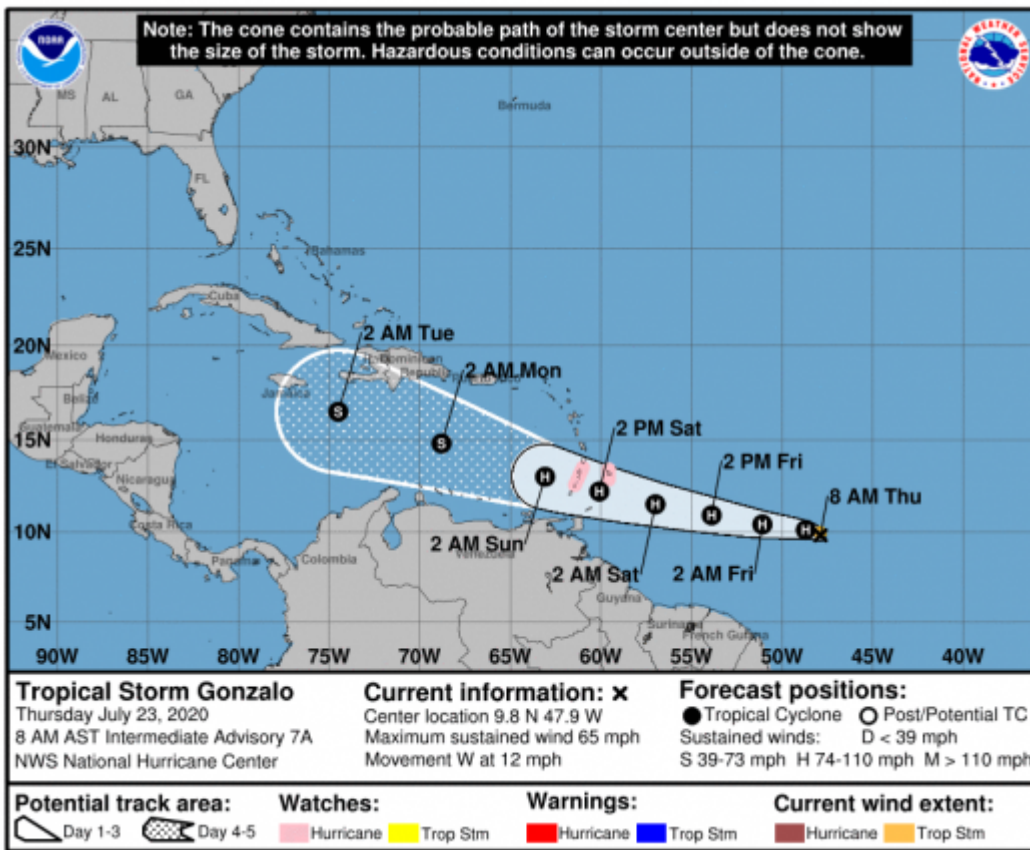 Note: The cone contains the probable path of the storm center but does not show
the size of the storm. Hazardous conditions can occur outside of the cone.
NOAA
NATIONAL WEATHER SERVICE
MS
AL
GA
Bermuda
30N
FL
25N
Bahamas
Cuba
2 AM Tue
20N
Mexico
Dominican
Republic
2 AM Mon
Jamaica
Belize
S
Guatemala
Honduras
2 PM Sat
15N
S
El Salvador
2 PM Fri
Nicaragua
H
H
8 AM Thu
H
H
H
H
10N
Costa Rica
2 AM Sun
Venezuela
Panama
Colombia
2 AM Sat
2 AM Fri
Guyana
5N
Suriname
French Guiana
90W 85W 80W 75W 70W 65W 60W 55W 50W 45W 40W
Tropical Storm Gonzalo
Thursday July 23, 2020
8 AM AST Intermediate Advisory 7A
NWS National Hurricane Center
Current information: x
Center location 9.8 N 47.9 W
Maximum sustained wind 65 mph
Movement W at 12 mph
Forecast positions:
Tropical Cyclone Post/Potential TC
Sustained winds: D < 39 mph
S 39-73 mph H 74-110 mph M > 110 mph
Potential track area:
Day 1-3 Day 4-5
Watches:
Hurricane Trop Stm
Warnings:
Hurricane Trop Stm
Current wind extent:
Hurricane Trop Stm